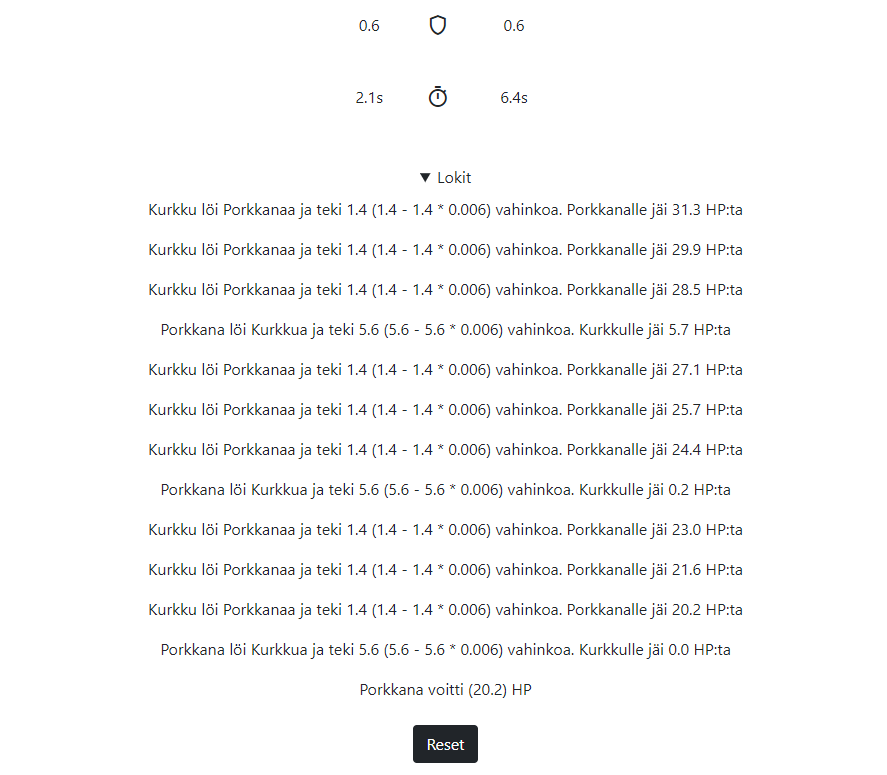 0.6 0.6
2.1s 6.4s
▼ Lokit
Kurkku löi Porkkanaa ja teki 1.4 (1.4 - 1.4 * 0.006) vahinkoa. Porkkanalle jäi 31.3 HP:ta
Kurkku löi Porkkanaa ja teki 1.4 (1.4 - 1.4 * 0.006) vahinkoa. Porkkanalle jäi 29.9 HP:ta
Kurkku löi Porkkanaa ja teki 1.4 (1.4 - 1.4 * 0.006) vahinkoa. Porkkanalle jäi 28.5 HP:ta
Porkkana löi Kurkkua ja teki 5.6 (5.6 - 5.6 * 0.006) vahinkoa. Kurkkulle jäi 5.7 HP:ta
Kurkku löi Porkkanaa ja teki 1.4 (1.4 - 1.4 * 0.006) vahinkoa. Porkkanalle jäi 27.1 HP:ta
Kurkku löi Porkkanaa ja teki 1.4 (1.4 - 1.4 * 0.006) vahinkoa. Porkkanalle jäi 25.7 HP:ta
Kurkku löi Porkkanaa ja teki 1.4 (1.4 - 1.4 * 0.006) vahinkoa. Porkkanalle jäi 24.4 HP:ta
Porkkana löi Kurkkua ja teki 5.6 (5.6 - 5.6 * 0.006) vahinkoa. Kurkkulle jäi 0.2 HP:ta
Kurkku löi Porkkanaa ja teki 1.4 (1.4 - 1.4 * 0.006) vahinkoa. Porkkanalle jäi 23.0 HP:ta
Kurkku löi Porkkanaa ja teki 1.4 (1.4 - 1.4 * 0.006) vahinkoa. Porkkanalle jäi 21.6 HP:ta
Kurkku löi Porkkanaa ja teki 1.4 (1.4 - 1.4 * 0.006) vahinkoa. Porkkanalle jäi 20.2 HP:ta
Porkkana löi Kurkkua ja teki 5.6 (5.6 - 5.6 * 0.006) vahinkoa. Kurkkulle jäi 0.0 HP:ta
Porkkana voitti (20.2) HP
Reset